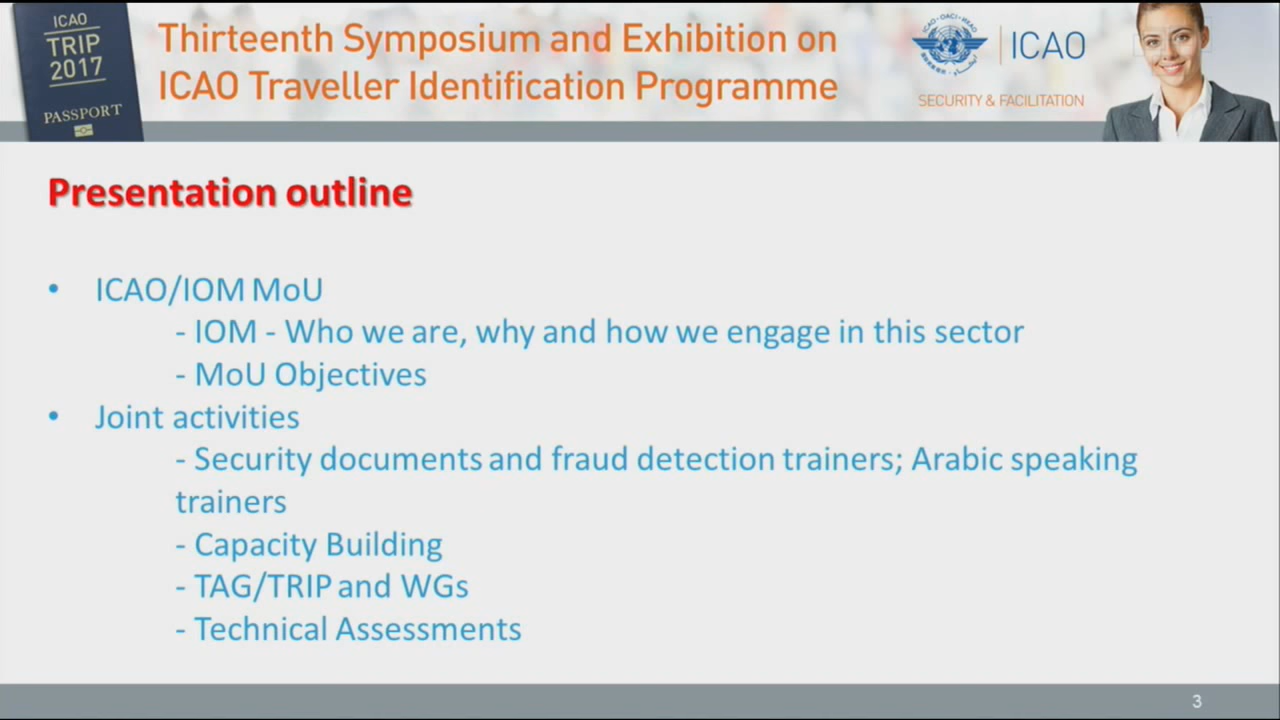 ICAO
TRIP
2017
PASSPORT
Thirteenth Symposium and Exhibition on
ICAO Traveller Identification Programme
ICAO
SECURITY & FACILITATION
Presentation outline
• ICAO/IOM MoU
- IOM - Who we are, why and how we engage in this sector
- MoU Objectives
• Joint activities
- Security documents and fraud detection trainers; Arabic speaking
trainers
- Capacity Building
- TAG/TRIP and WGs
- Technical Assessments
3